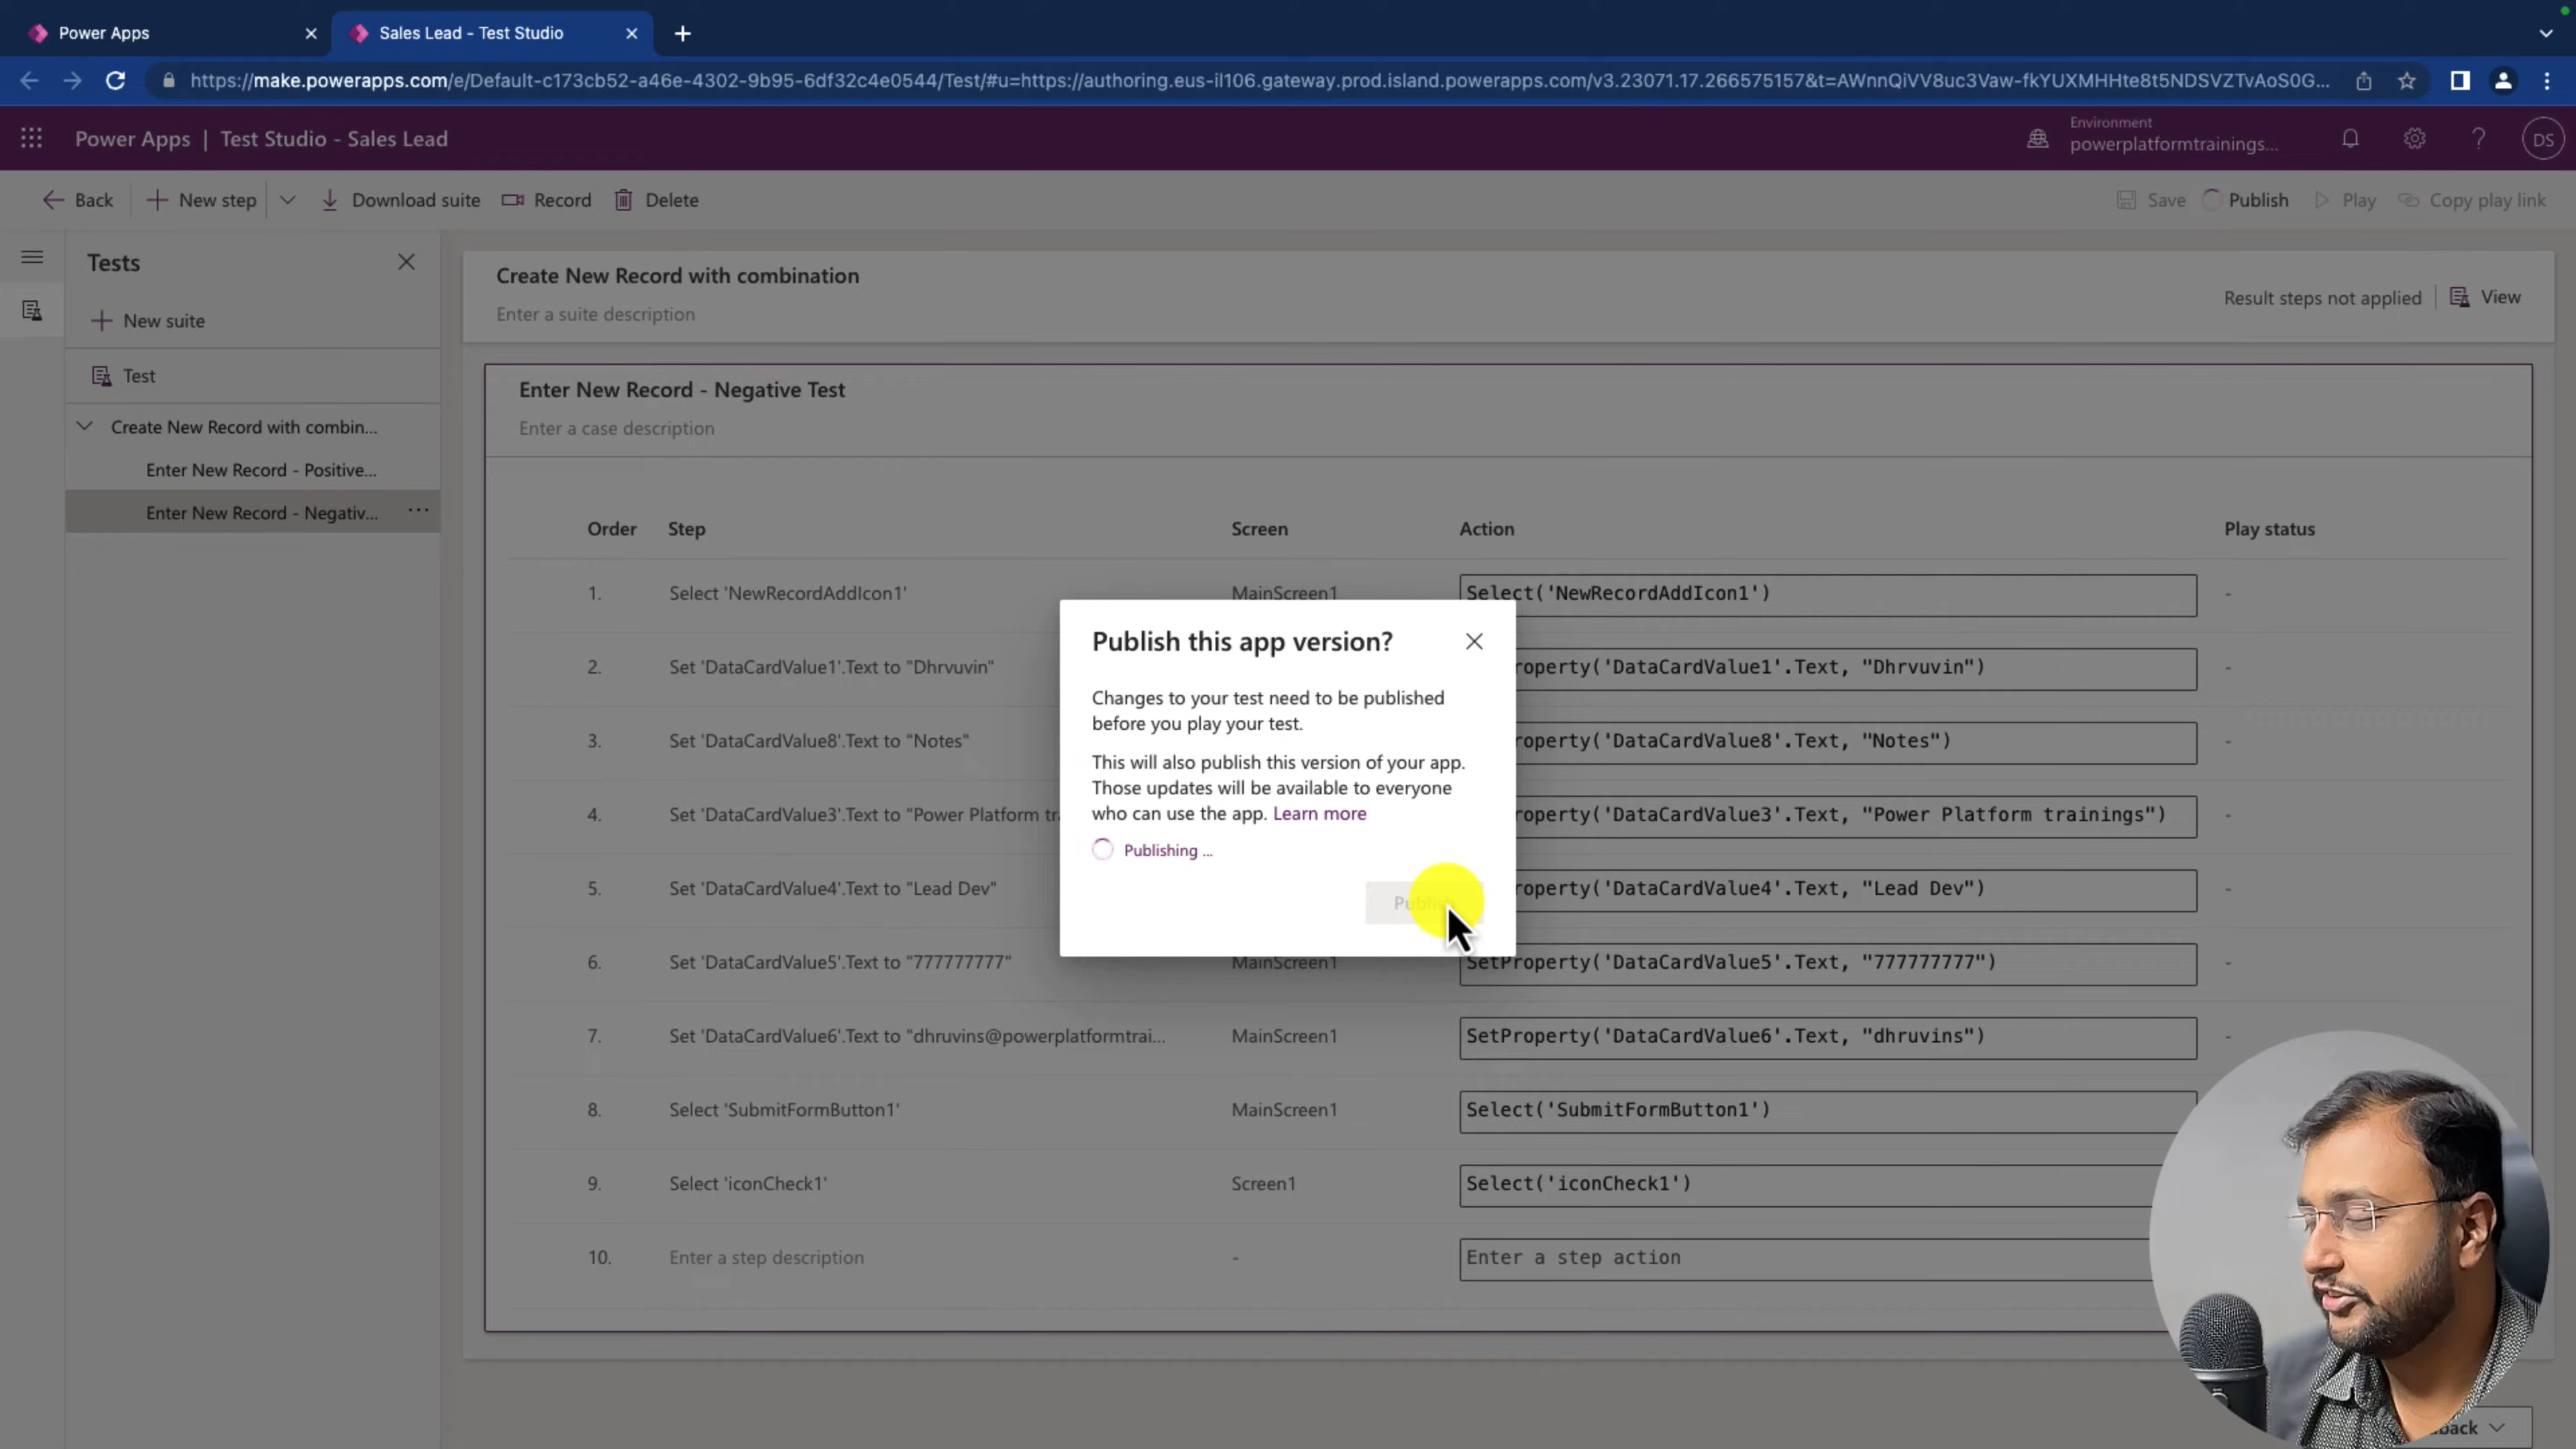 Power Apps
Sales Lead - Test Studio
https://make.powerapps.com/e/Default-c173cb52-a46e-4302-9b95-6df32c4e0544/Test/#u=https://authoring.eus-il106.gateway.prod.island.powerapps.com/v3.23071.17.266575157&t=AWnnQiVV8uc3Vaw-fkYUXMHHte8t5NDSVZTvAoS0G...
Power Apps | Test Studio - Sales Lead
Environment
powerplatformtrainings...
DS
Back
New step
Download suite
Record
Delete
Save
Publish
Play
Copy play link
Tests
New suite
Test
Create New Record with combin...
Enter New Record - Positive...
Enter New Record - Negativ... ...
Create New Record with combination
Enter a suite description
Result steps not applied
View
Enter New Record - Negative Test
Enter a case description
Order Step Screen Action Play status
1. Select 'NewRecordAddIcon1' MainScreen1 Select('NewRecordAddIcon1') -
2. Set 'DataCardValue1'.Text to "Dhrvuvin" Property('DataCardValue1'.Text, "Dhrvuvin") -
3. Set 'DataCardValue8'.Text to "Notes" Property('DataCardValue8'.Text, "Notes") -
4. Set 'DataCardValue3'.Text to "Power Platform tr Property('DataCardValue3'.Text, "Power Platform trainings") -
5. Set 'DataCardValue4'.Text to "Lead Dev" Property('DataCardValue4'.Text, "Lead Dev") -
6. Set 'DataCardValue5'.Text to "777777777" MainScreen1 SetProperty('DataCardValue5'.Text, "777777777") -
7. Set 'DataCardValue6'.Text to "dhruvins@powerplatformtrai... MainScreen1 SetProperty('DataCardValue6'.Text, "dhruvins") -
8. Select 'SubmitFormButton1' MainScreen1 Select('SubmitFormButton1')
9. Select 'iconCheck1' Screen1 Select('iconCheck1')
10. Enter a step description - Enter a step action
Publish this app version?
Changes to your test need to be published
before you play your test.
This will also publish this version of your app.
Those updates will be available to everyone
who can use the app. Learn more
Publishing ...
Publish
back